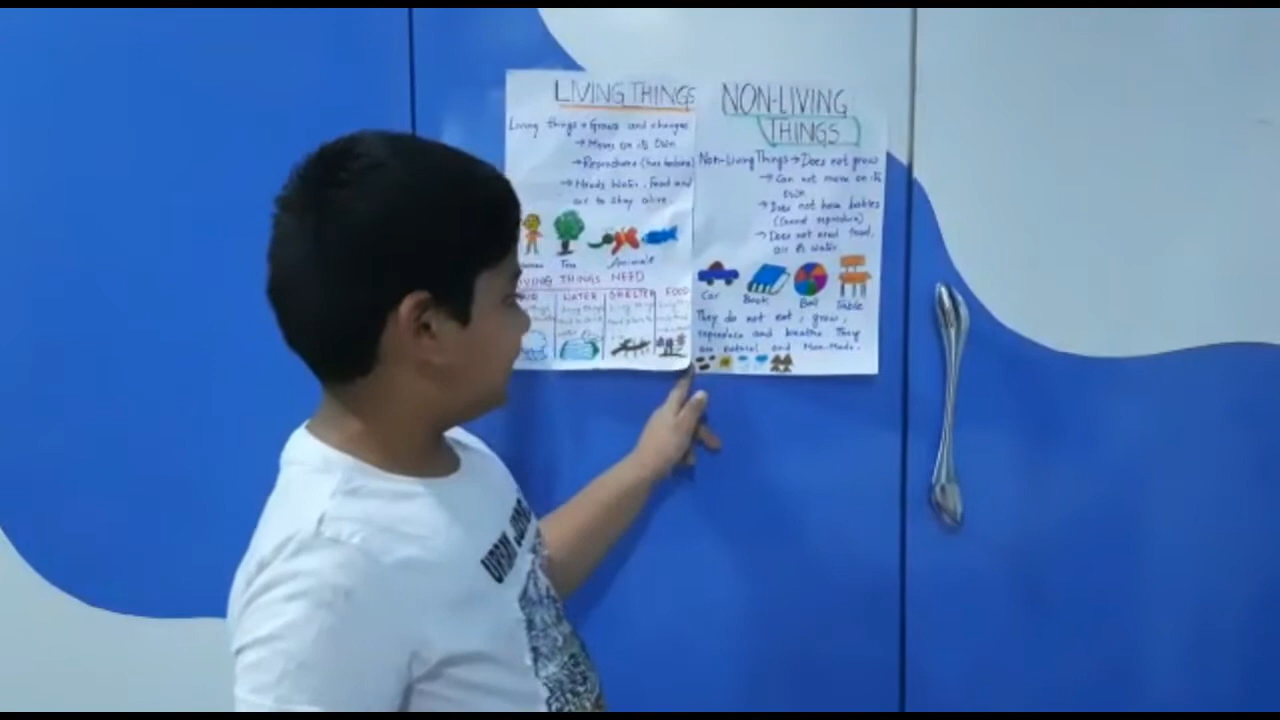 LIVING THINGS
Living things → Grows and changes
→ Moves on its Own
→ Reproduce (has babies)
→ Needs Water, Food and
air to stay alive.
Tree Animals
LIVING THINGS NEED
AIR WATER SHELTER FOOD
NON-LIVING
THINGS
Non-Living Things → Does not grow
→ Can not move on its
own
→ Does not have babies
(Cannot reproduce)
→ Does not need food,
air & water
Car Book Ball Table
They do not eat, grow,
reproduce and breathe. They
are natural and Man-Made.
URBAN